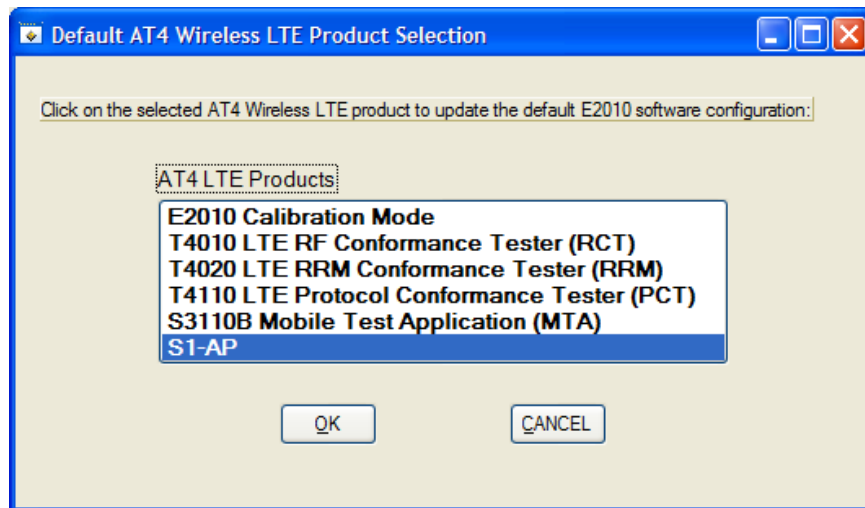 Default AT4 Wireless LTE Product Selection
Click on the selected AT4 Wireless LTE product to update the default E2010 software configuration:
AT4 LTE Products
E2010 Calibration Mode
T4010 LTE RF Conformance Tester (RCT)
T4020 LTE RRM Conformance Tester (RRM)
T4110 LTE Protocol Conformance Tester (PCT)
S3110B Mobile Test Application (MTA)
S1-AP
OK
CANCEL